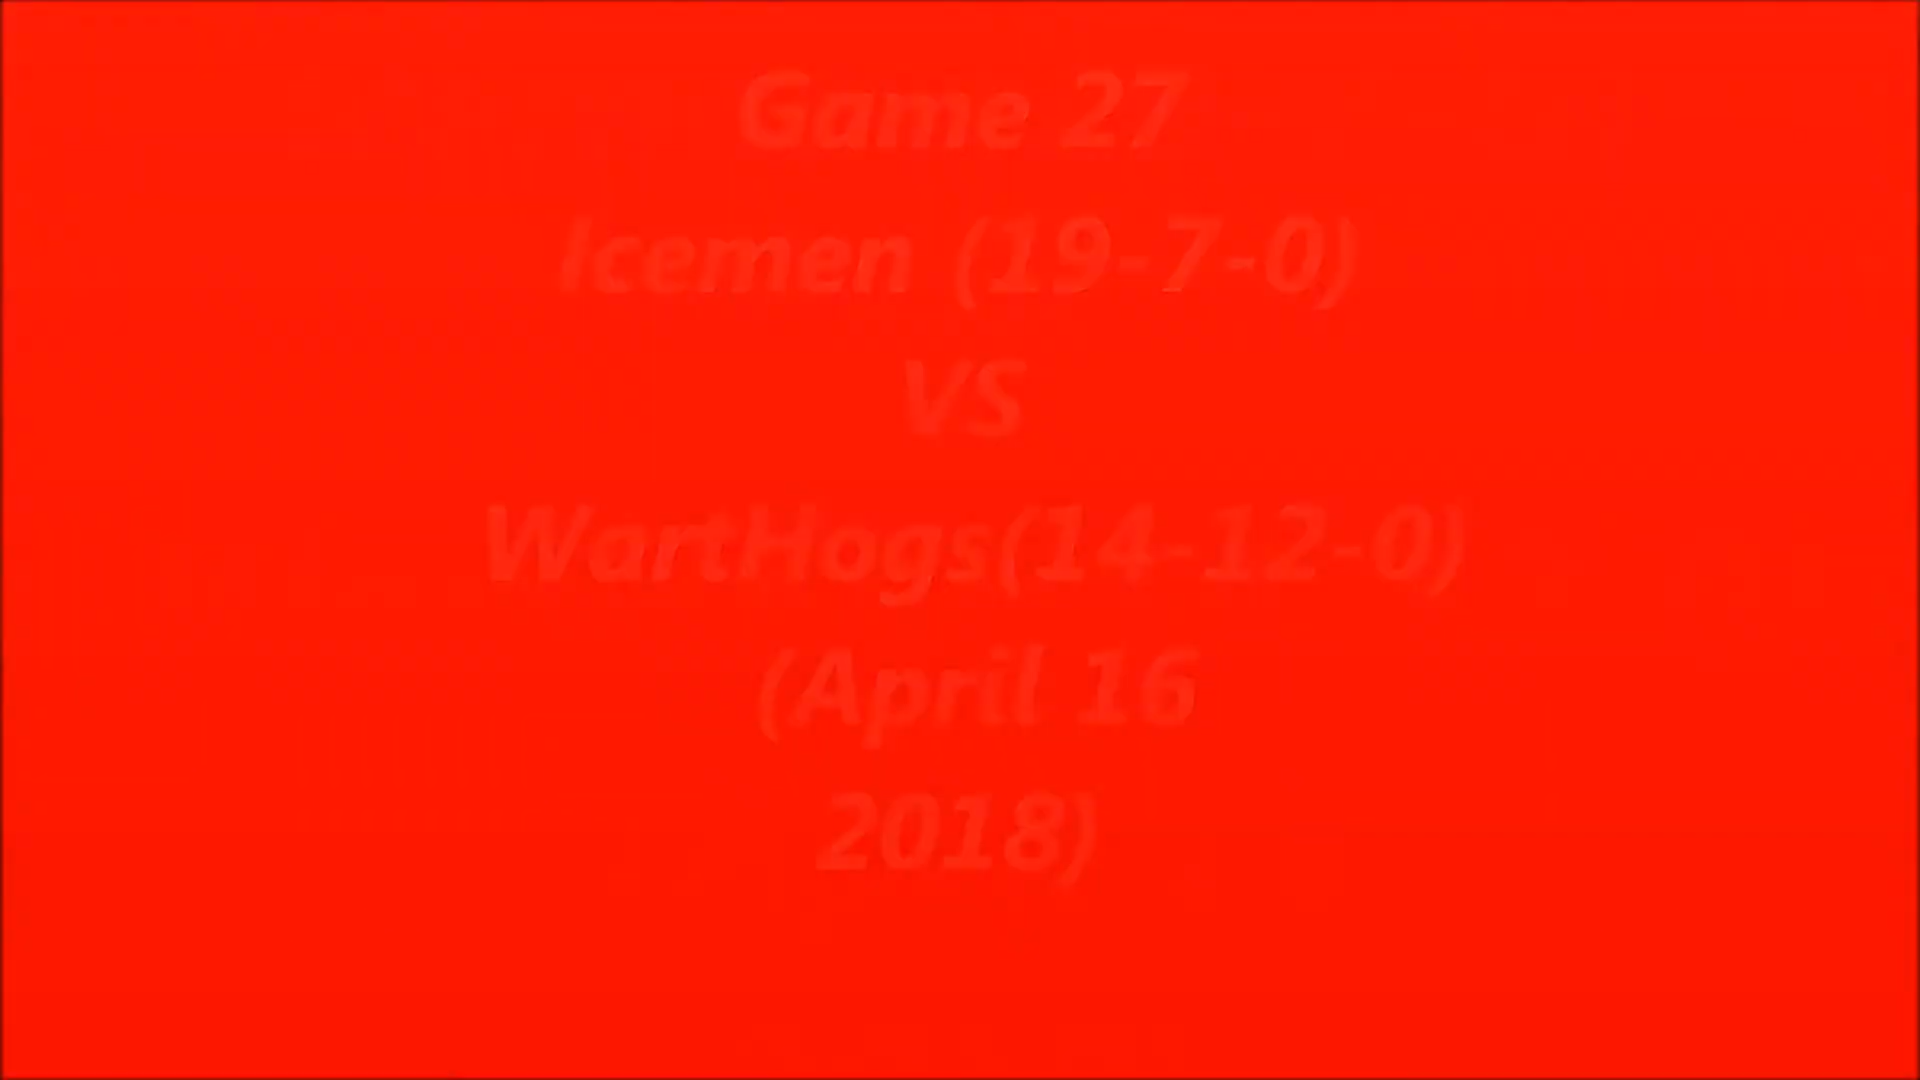 Game 27
Icemen (19-7-0)
VS
WartHogs(14-12-0)
(April 16
2018)